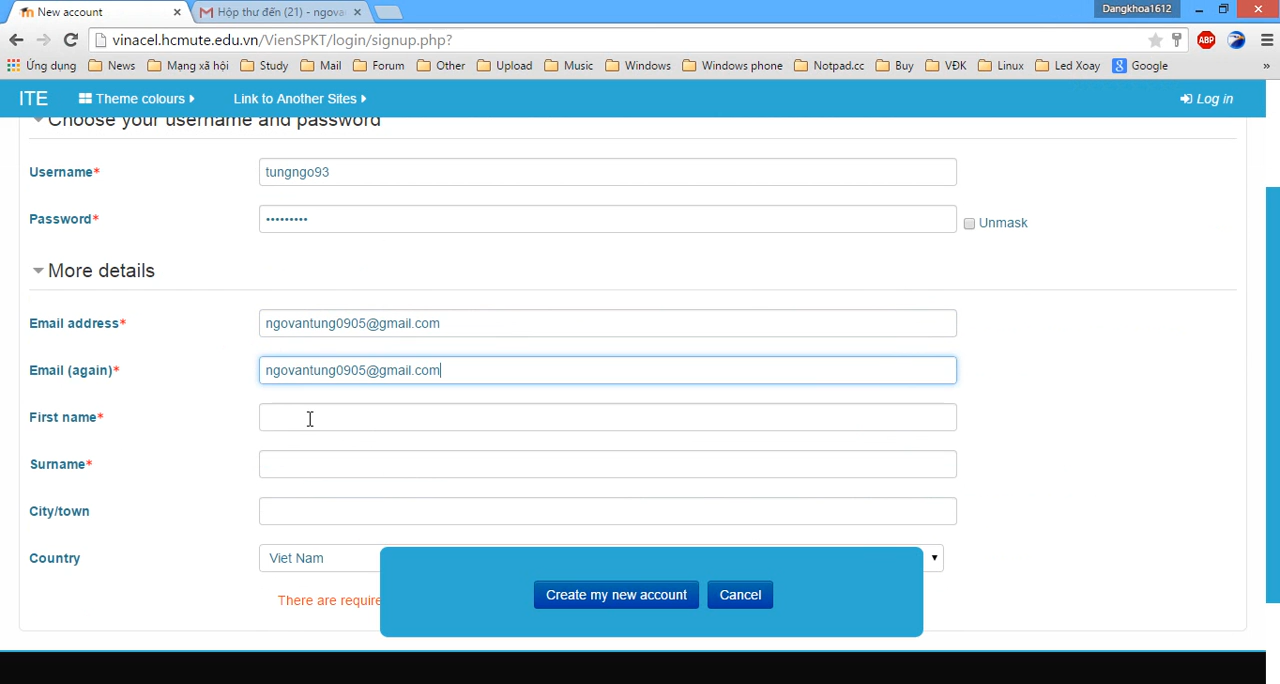 New account
Hộp thư đến (21) - ngova
Dangkhoa1612
vinacel.hcmute.edu.vn/VienSPKT/login/signup.php?
ABP
Ứng dụng News Mạng xã hội Study Mail Forum Other Upload Music Windows Windows phone Notpad.cc Buy VĐK Linux Led Xoay Google »
ITE Theme colours Link to Another Sites Log in
Choose your username and password
Username* tungngo93
Password* ••••••••• Unmask
More details
Email address* ngovantung0905@gmail.com
Email (again)* ngovantung0905@gmail.com
First name*
Surname*
City/town
Country Viet Nam
There are require
Create my new account Cancel